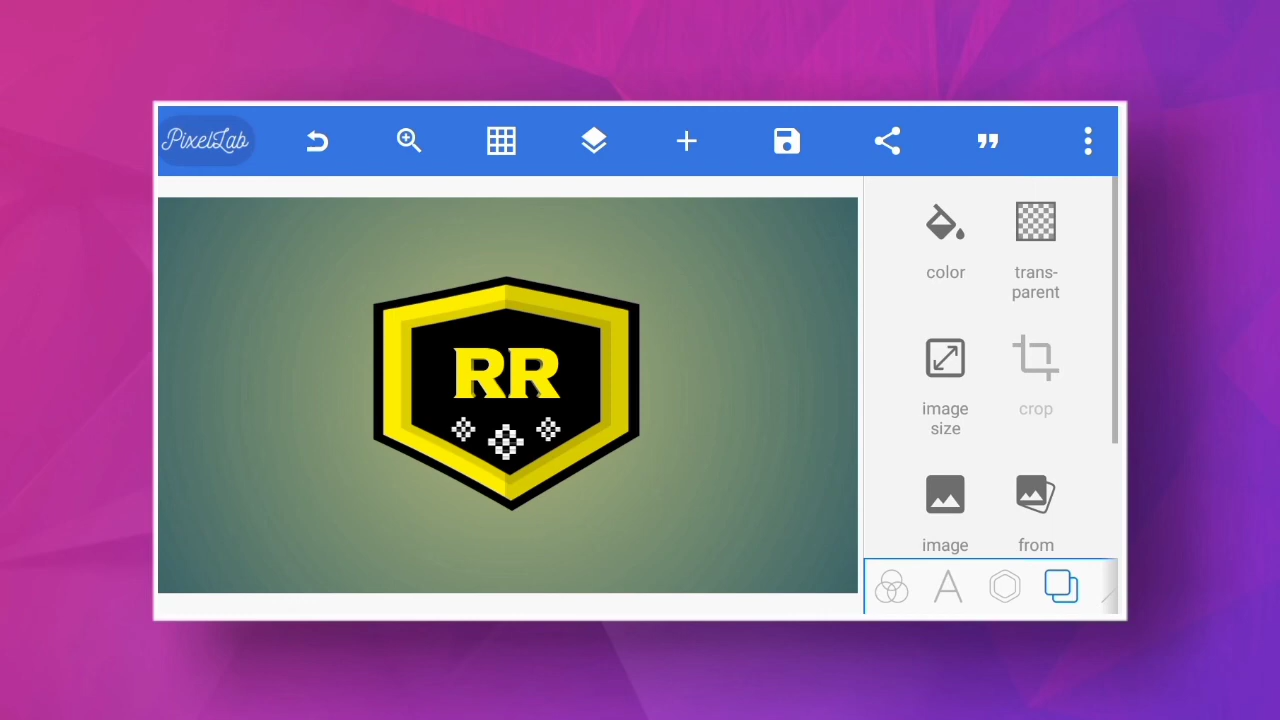 PixelLab
color
trans-
parent
RR
image
size
crop
image
from